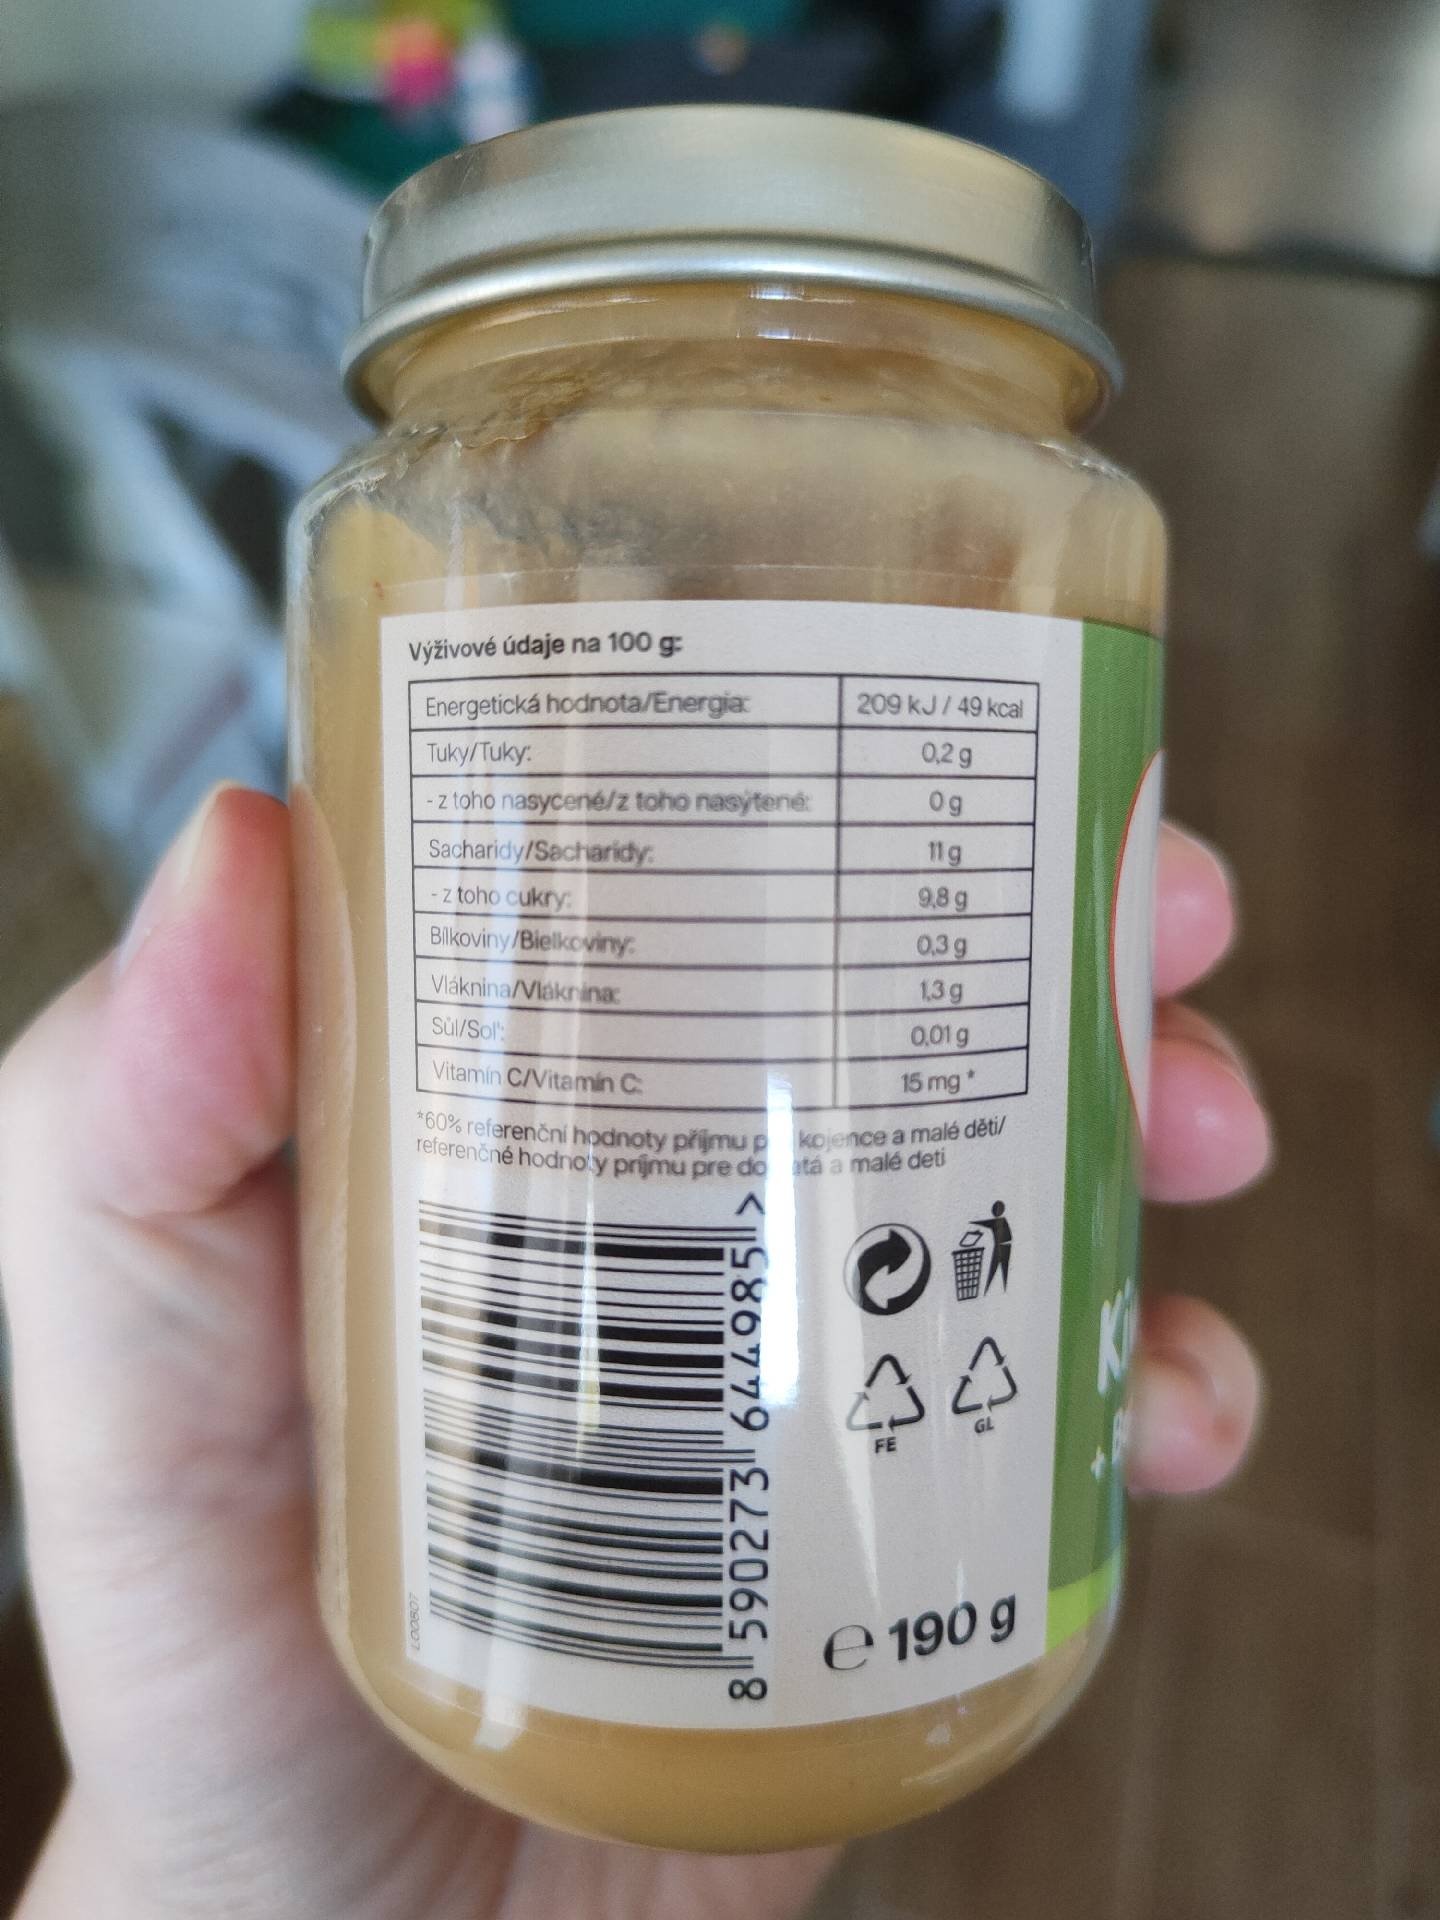 Výživové údaje na 100 g:
Energetická hodnota/Energia: 209 kJ / 49 kcal
Tuky/Tuky: 0,2 g
- z toho nasycené/z toho nasýtené: 0 g
Sacharidy/Sacharidy: 11 g
- z toho cukry: 9,8 g
Bílkoviny/Bielkoviny: 0,3 g
Vláknina/Vláknina: 1,3 g
Sůl/Soľ: 0,01 g
Vitamín C/Vitamín C: 15 mg *
*60% referenční hodnoty příjmu kojence a malé děti/
referenčné hodnoty príjmu pre a malé deti
8 590273 644985 >
FE
GL
L00807
e 190 g